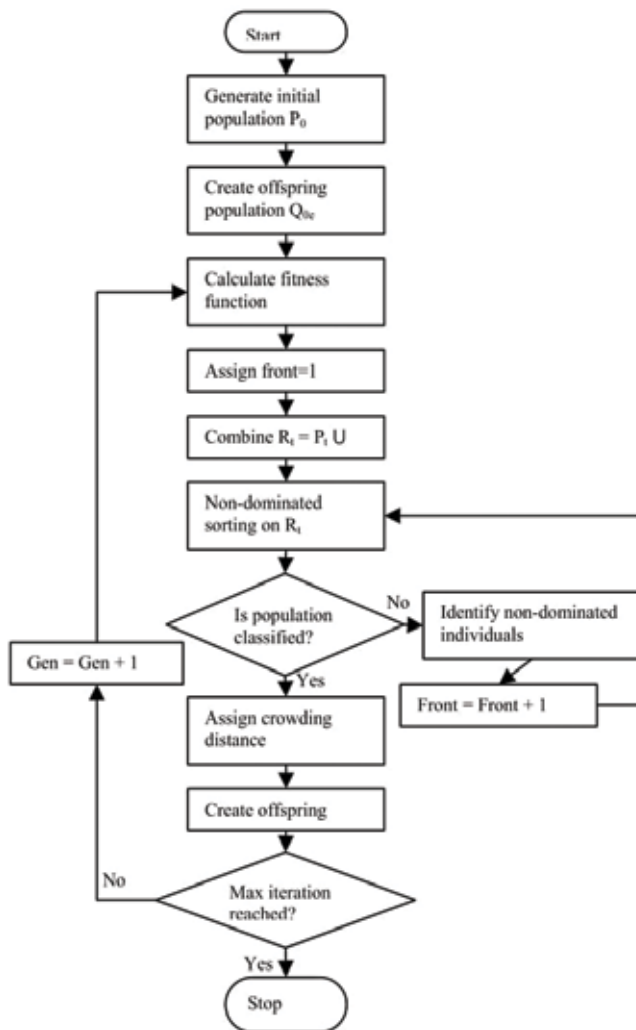 Start
Generate initial
population P₀
Create offspring
population Q₀ₑ
Calculate fitness
function
Assign front=1
Combine Rₜ = Pₜ U
Non-dominated
sorting on Rₜ
Is population
classified?
No
Identify non-dominated
individuals
Front = Front + 1
Yes
Assign crowding
distance
Create offspring
Max iteration
reached?
No
Gen = Gen + 1
Yes
Stop